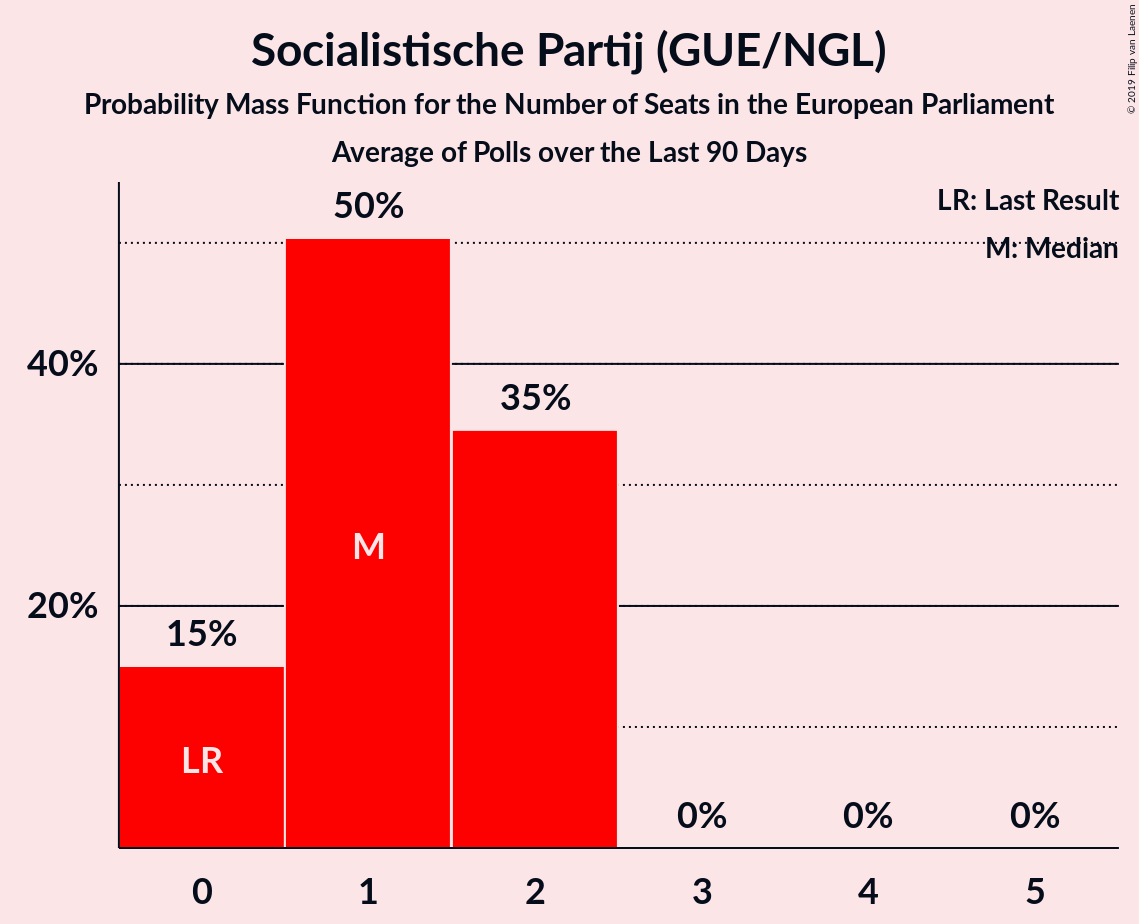 Socialistische Partij (GUE/NGL)
Probability Mass Function for the Number of Seats in the European Parliament
Average of Polls over the Last 90 Days
© 2019 Filip van Laenen
LR: Last Result
M: Median
50%
40%
35%
M
20%
15%
LR
0%
0%
0%
0
1
2
3
4
5